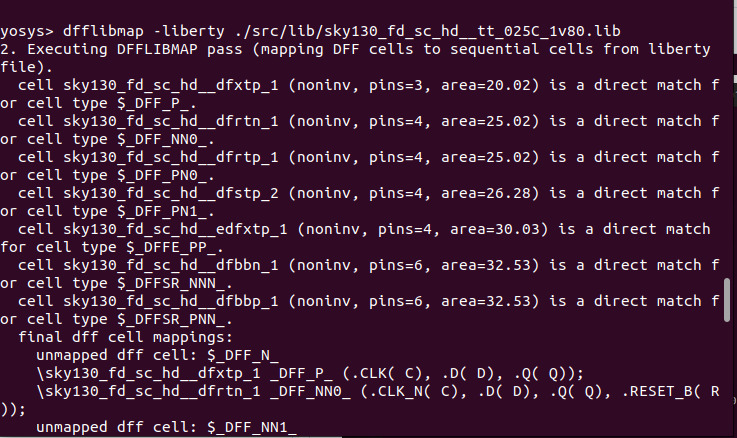 yosys> dfflibmap -liberty ./src/lib/sky130_fd_sc_hd__tt_025C_1v80.lib
2. Executing DFFLIBMAP pass (mapping DFF cells to sequential cells from liberty
file).
  cell sky130_fd_sc_hd__dfxtp_1 (noninv, pins=3, area=20.02) is a direct match f
or cell type $_DFF_P_.
  cell sky130_fd_sc_hd__dfrtn_1 (noninv, pins=4, area=25.02) is a direct match f
or cell type $_DFF_NN0_.
  cell sky130_fd_sc_hd__dfrtp_1 (noninv, pins=4, area=25.02) is a direct match f
or cell type $_DFF_PN0_.
  cell sky130_fd_sc_hd__dfstp_2 (noninv, pins=4, area=26.28) is a direct match f
or cell type $_DFF_PN1_.
  cell sky130_fd_sc_hd__edfxtp_1 (noninv, pins=4, area=30.03) is a direct match
for cell type $_DFFE_PP_.
  cell sky130_fd_sc_hd__dfbbn_1 (noninv, pins=6, area=32.53) is a direct match f
or cell type $_DFFSR_NNN_.
  cell sky130_fd_sc_hd__dfbbp_1 (noninv, pins=6, area=32.53) is a direct match f
or cell type $_DFFSR_PNN_.
  final dff cell mappings:
    unmapped dff cell: $_DFF_N_
    \sky130_fd_sc_hd__dfxtp_1 _DFF_P_ (.CLK( C), .D( D), .Q( Q));
    \sky130_fd_sc_hd__dfrtn_1 _DFF_NN0_ (.CLK_N( C), .D( D), .Q( Q), .RESET_B( R
));
    unmapped dff cell: $_DFF_NN1_